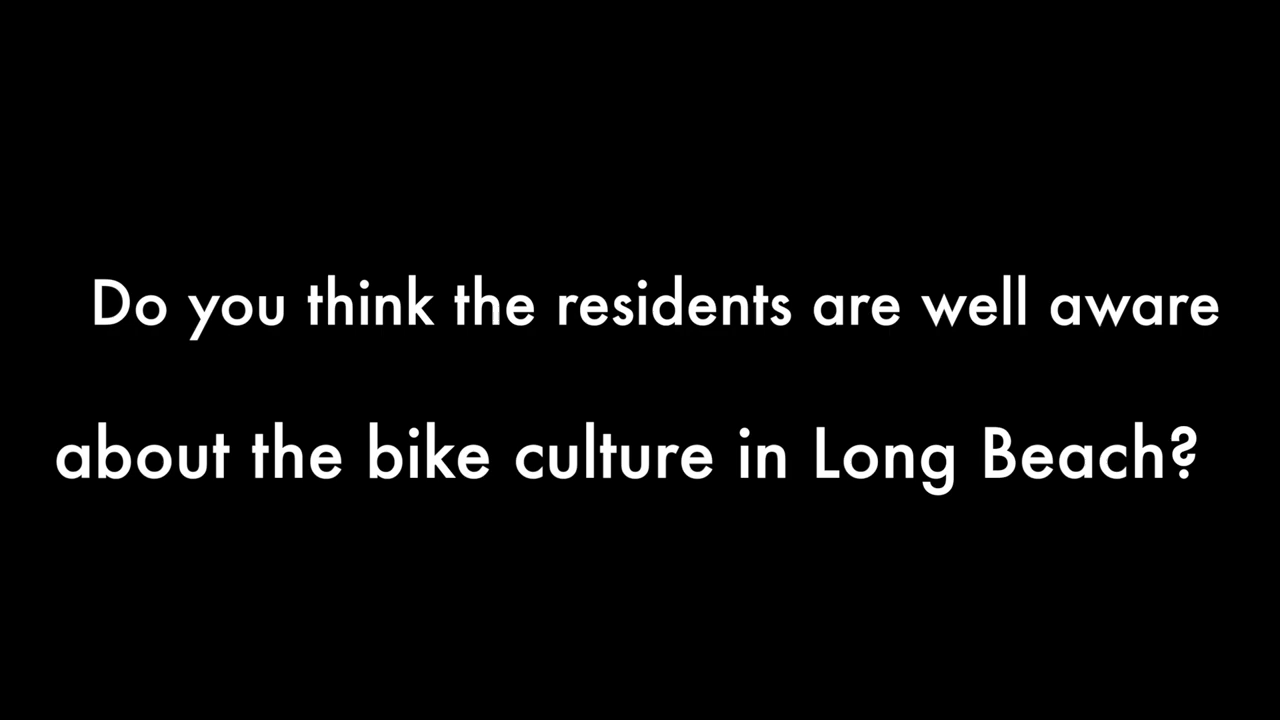 Do you think the residents are well aware
about the bike culture in Long Beach?